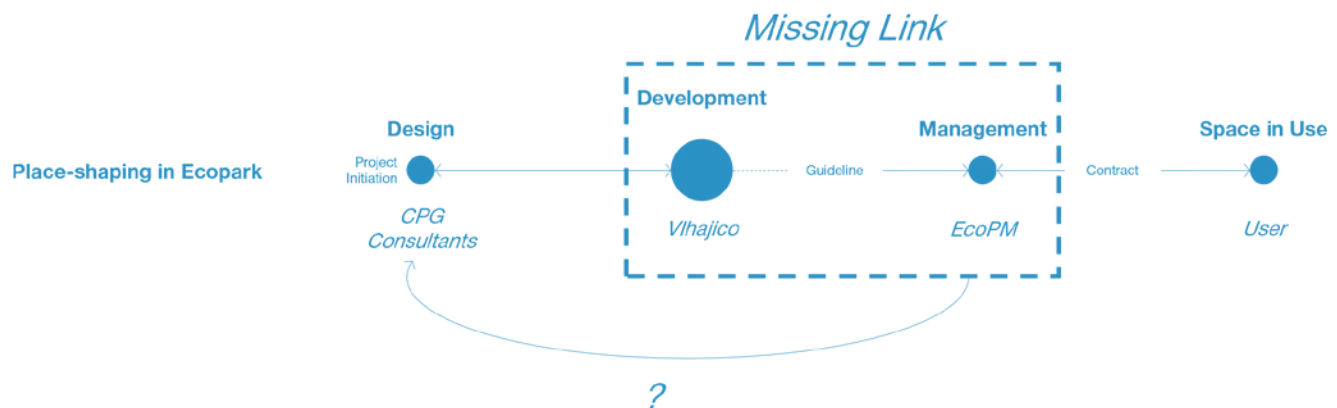 Missing Link
Development
Design
Management
Space in Use
Place-shaping in Ecopark
Project
Initiation
Guideline
Contract
CPG
Consultants
Vlhajico
EcoPM
User
?